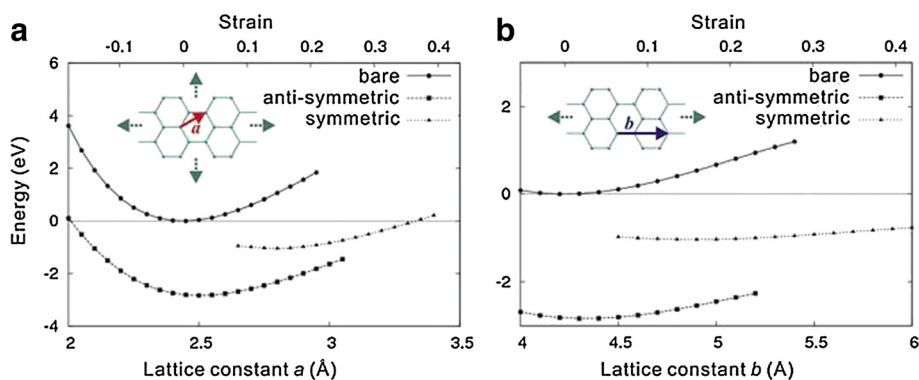 a
Strain
-0.1 0 0.1 0.2 0.3 0.4
bare
anti-symmetric
symmetric
a
6
4
2
0
-2
-4
Energy (eV)
2 2.5 3 3.5
Lattice constant a (Å)
b
Strain
0 0.1 0.2 0.3 0.4
bare
anti-symmetric
symmetric
b
2
0
-2
4 4.5 5 5.5 6
Lattice constant b (Å)